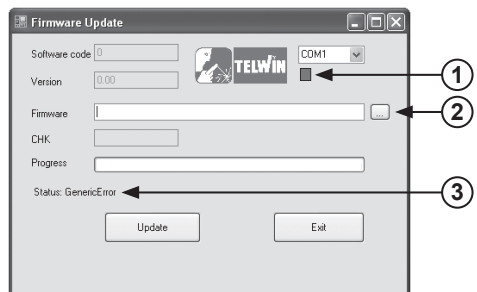 Firmware Update
Software code 0
TELWIN
COM1
Version 0.00
1
Firmware
...
2
CHK
Progress
Status: GenericError
3
Update
Exit